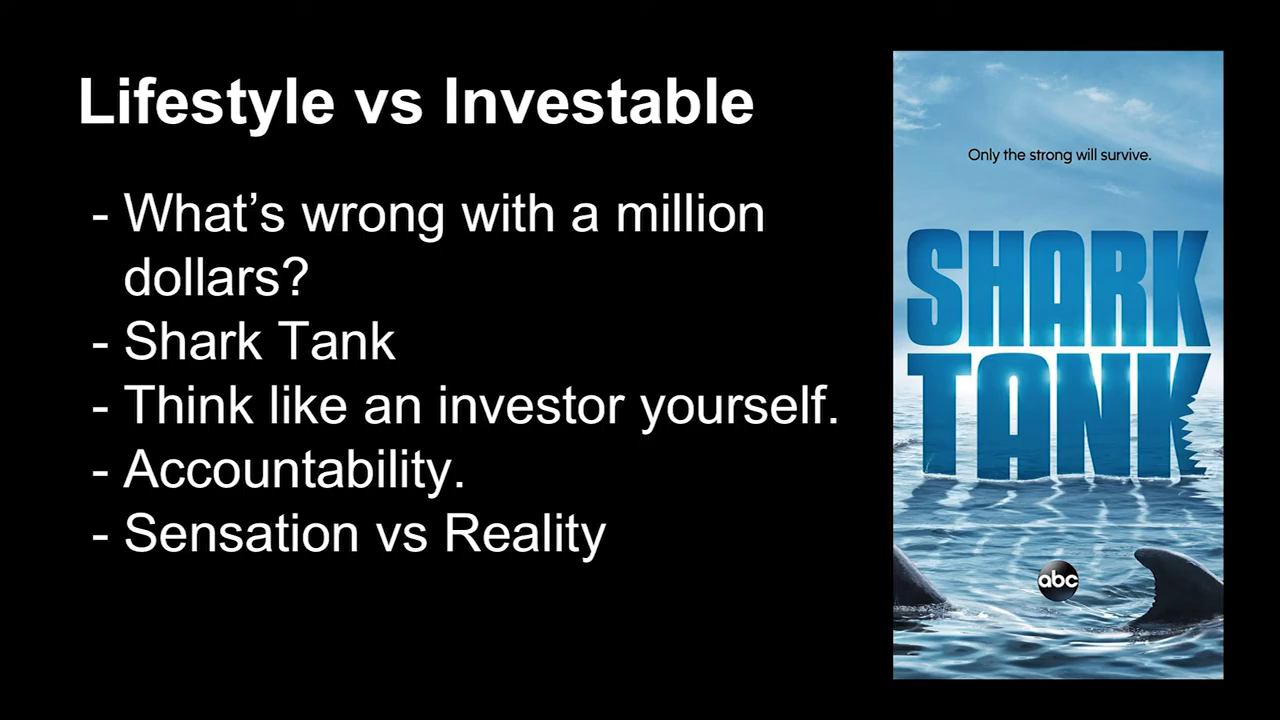 Lifestyle vs Investable
- What’s wrong with a million
dollars?
- Shark Tank
- Think like an investor yourself.
- Accountability.
- Sensation vs Reality
Only the strong will survive.
SHARK
TANK
abc